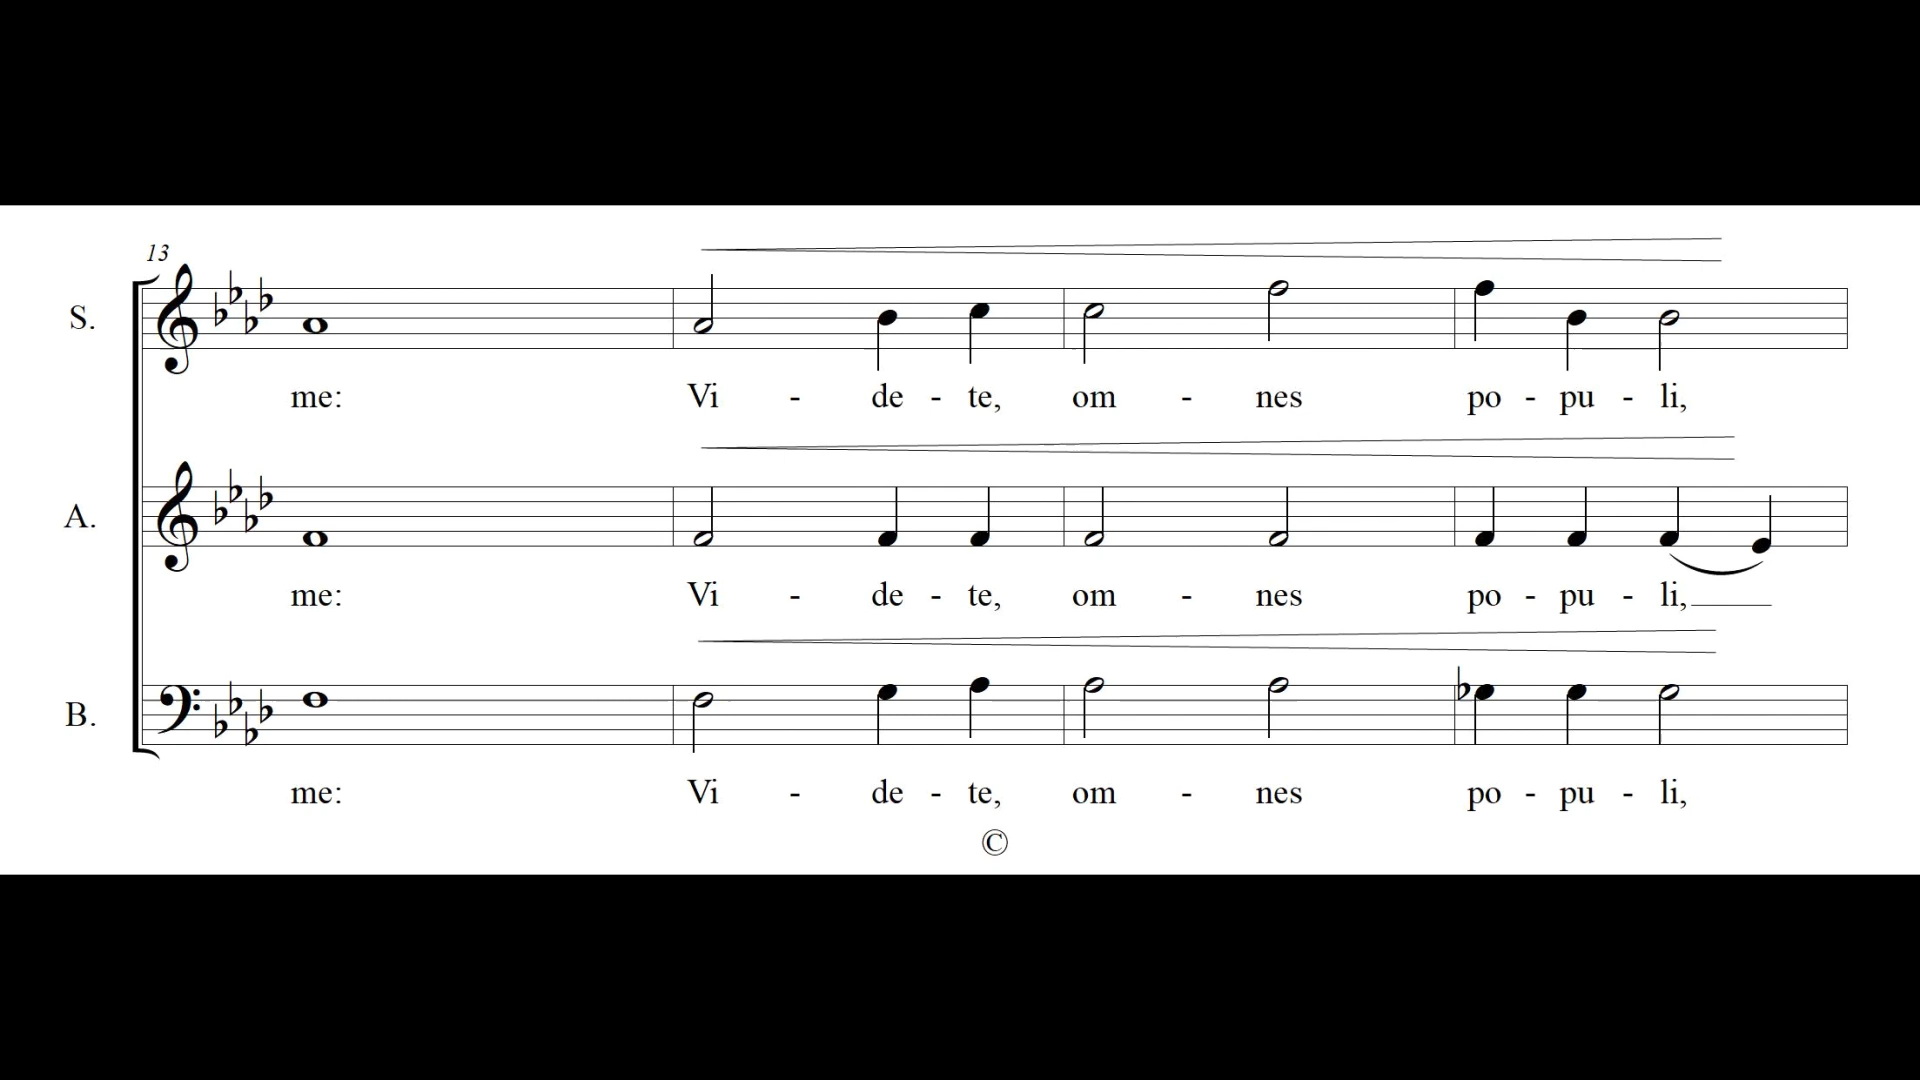 13
S.
me: Vi - de - te, om - nes po - pu - li,
A.
me: Vi - de - te, om - nes po - pu - li,
B.
me: Vi - de - te, om - nes po - pu - li,
©